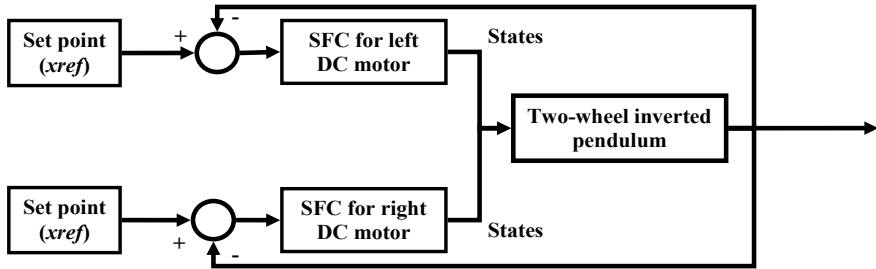 -
Set point
(xref)
+
SFC for left
DC motor
States
Two-wheel inverted
pendulum
Set point
(xref)
+
SFC for right
DC motor
States
-